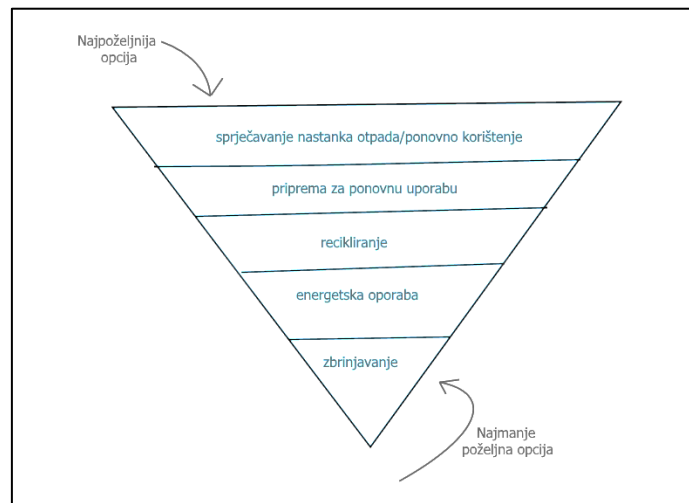 Najpoželjnija
opcija
sprječavanje nastanka otpada/ponovno korištenje
priprema za ponovnu uporabu
recikliranje
energetska oporaba
zbrinjavanje
Najmanje
poželjna opcija